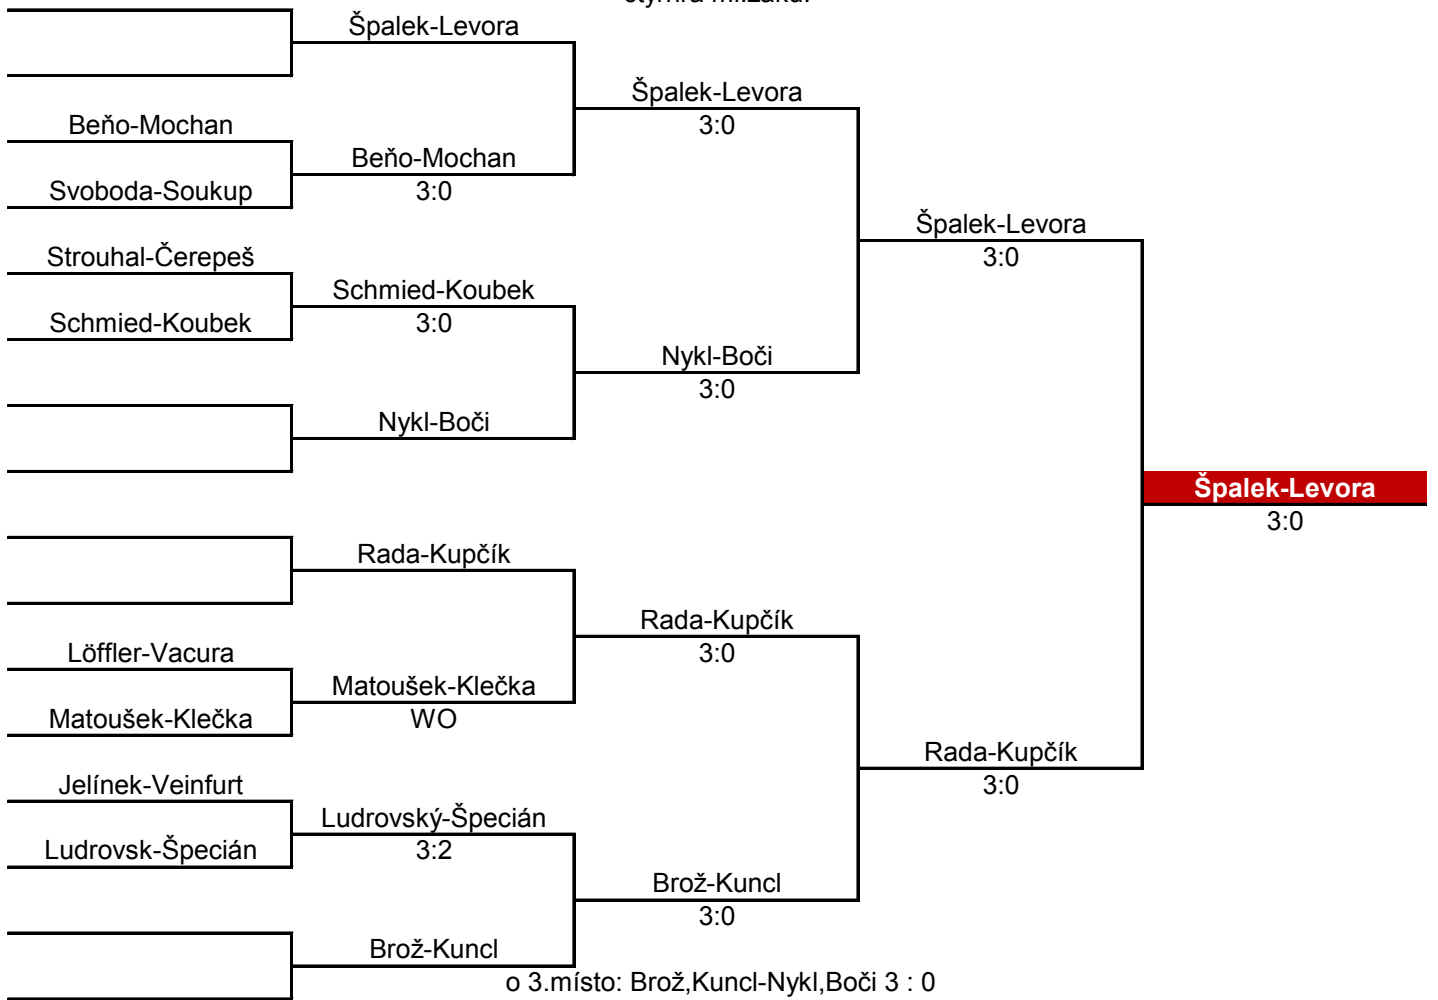 Špalek-Levora
Špalek-Levora
3:0
Beňo-Mochan
Beňo-Mochan
3:0
Svoboda-Soukup
Špalek-Levora
3:0
Strouhal-Čerepeš
Schmied-Koubek
3:0
Schmied-Koubek
Nykl-Boči
3:0
Nykl-Boči
Špalek-Levora
3:0
Rada-Kupčík
Rada-Kupčík
3:0
Löffler-Vacura
Matoušek-Klečka
WO
Matoušek-Klečka
Rada-Kupčík
3:0
Jelínek-Veinfurt
Ludrovský-Špecián
3:2
Ludrovsk-Špecián
Brož-Kuncl
3:0
Brož-Kuncl
o 3.místo: Brož,Kuncl-Nykl,Boči 3 : 0